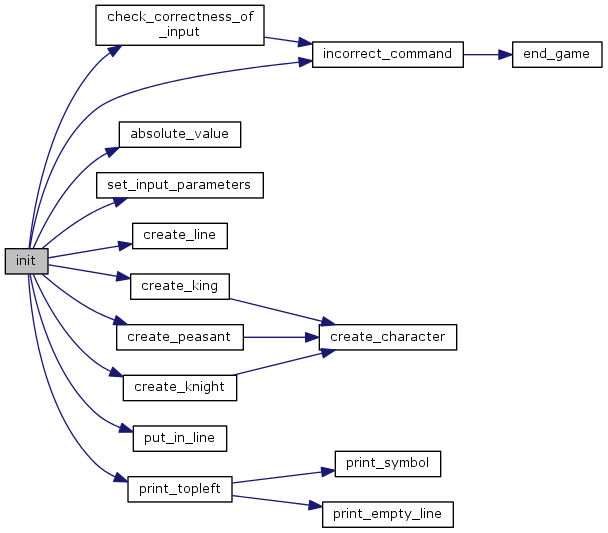 check_correctness_of
_input
incorrect_command
end_game
absolute_value
set_input_parameters
create_line
init
create_king
create_peasant
create_character
create_knight
put_in_line
print_symbol
print_topleft
print_empty_line